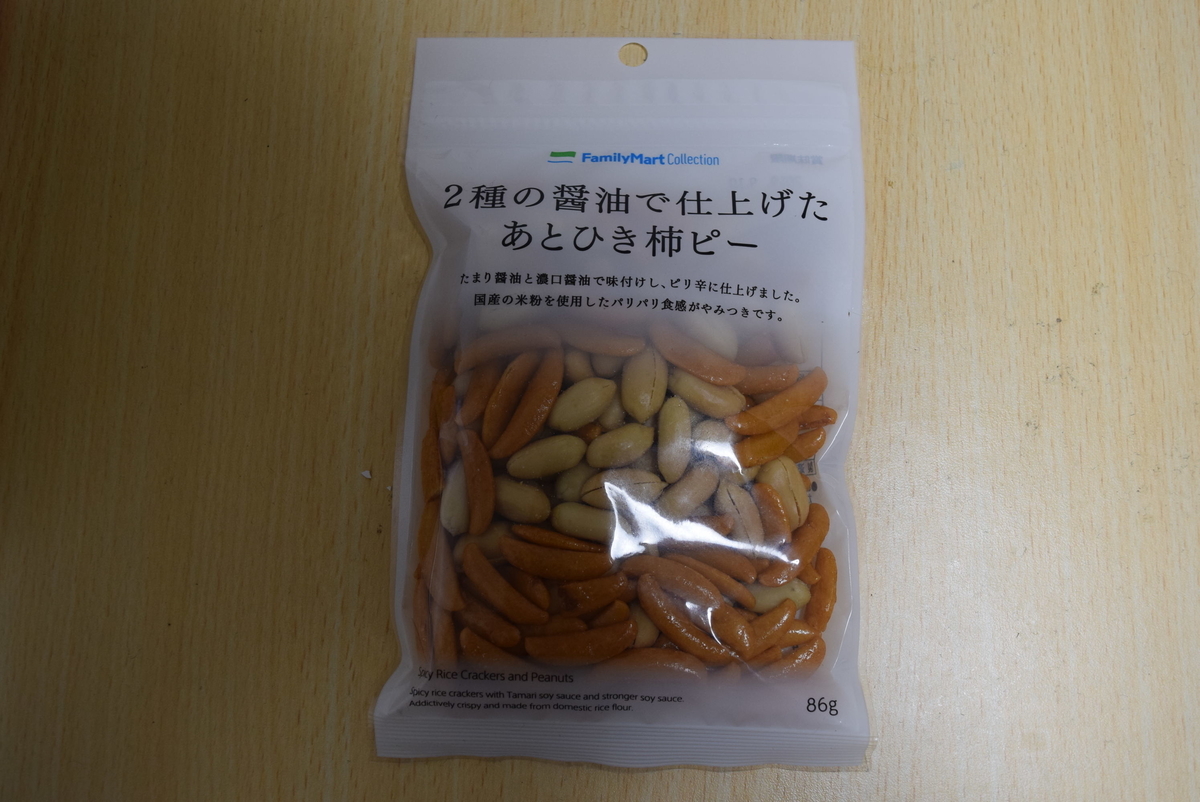 FamilyMart Collection
2種の醤油で仕上げた
あとひき柿ピー
たまり醤油と濃口醤油で味付けし、ピリ辛に仕上げました。
国産の米粉を使用したパリパリ食感がやみつきです。
Spicy Rice Crackers and Peanuts
Spicy rice crackers with Tamari soy sauce and stronger soy sauce.
Addictively crispy and made from domestic rice flour.
86g